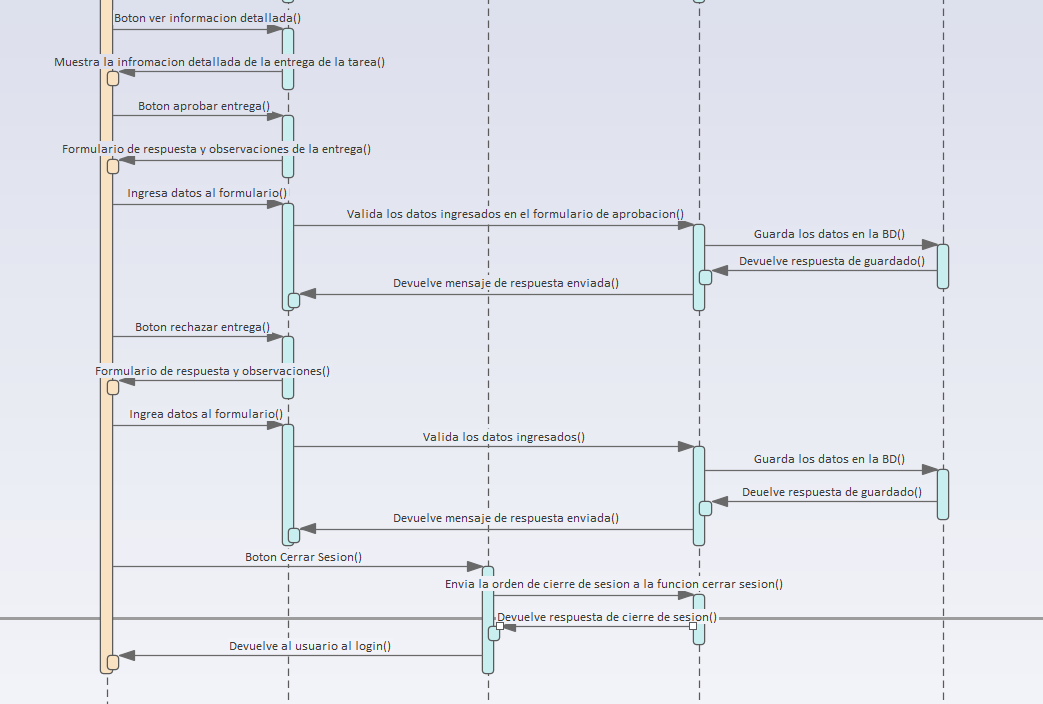 Boton ver informacion detallada()
Muestra la infromacion detallada de la entrega de la tarea()
Boton aprobar entrega()
Formulario de respuesta y observaciones de la entrega()
Ingresa datos al formulario()
Valida los datos ingresados en el formulario de aprobacion()
Guarda los datos en la BD()
Devuelve respuesta de guardado()
Devuelve mensaje de respuesta enviada()
Boton rechazar entrega()
Formulario de respuesta y observaciones()
Ingrea datos al formulario()
Valida los datos ingresados()
Guarda los datos en la BD()
Deuelve respuesta de guardado()
Devuelve mensaje de respuesta enviada()
Boton Cerrar Sesion()
Envia la orden de cierre de sesion a la funcion cerrar sesion()
Devuelve respuesta de cierre de sesion()
Devuelve al usuario al login()